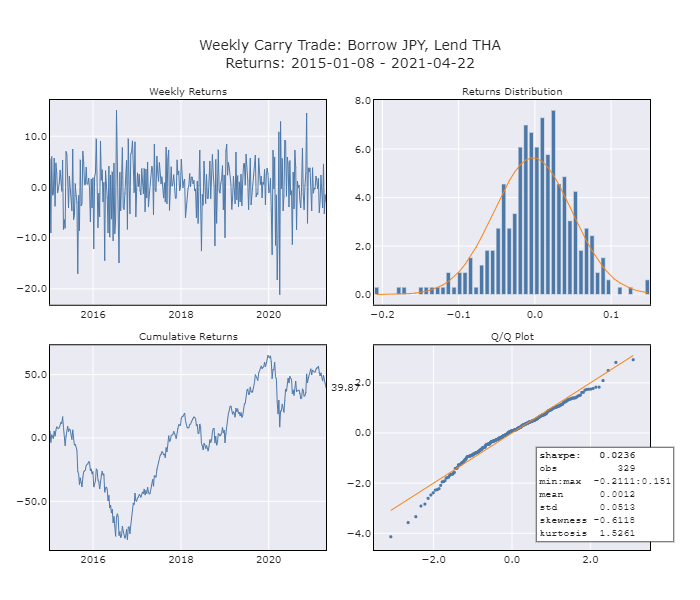 Weekly Carry Trade: Borrow JPY, Lend THA
Returns: 2015-01-08 - 2021-04-22
Weekly Returns
10.0
0.0
−10.0
−20.0
2016
2018
2020
Returns Distribution
8.0
6.0
4.0
2.0
0.0
−0.2
−0.1
0.0
0.1
Cumulative Returns
50.0
0.0
−50.0
39.87
2016
2018
2020
Q/Q Plot
2.0
0.0
−2.0
−4.0
−2.0
0.0
2.0
sharpe: 0.0236
obs 329
min:max −0.2111:0.151
mean 0.0012
std 0.0513
skewness −0.6118
kurtosis 1.5261